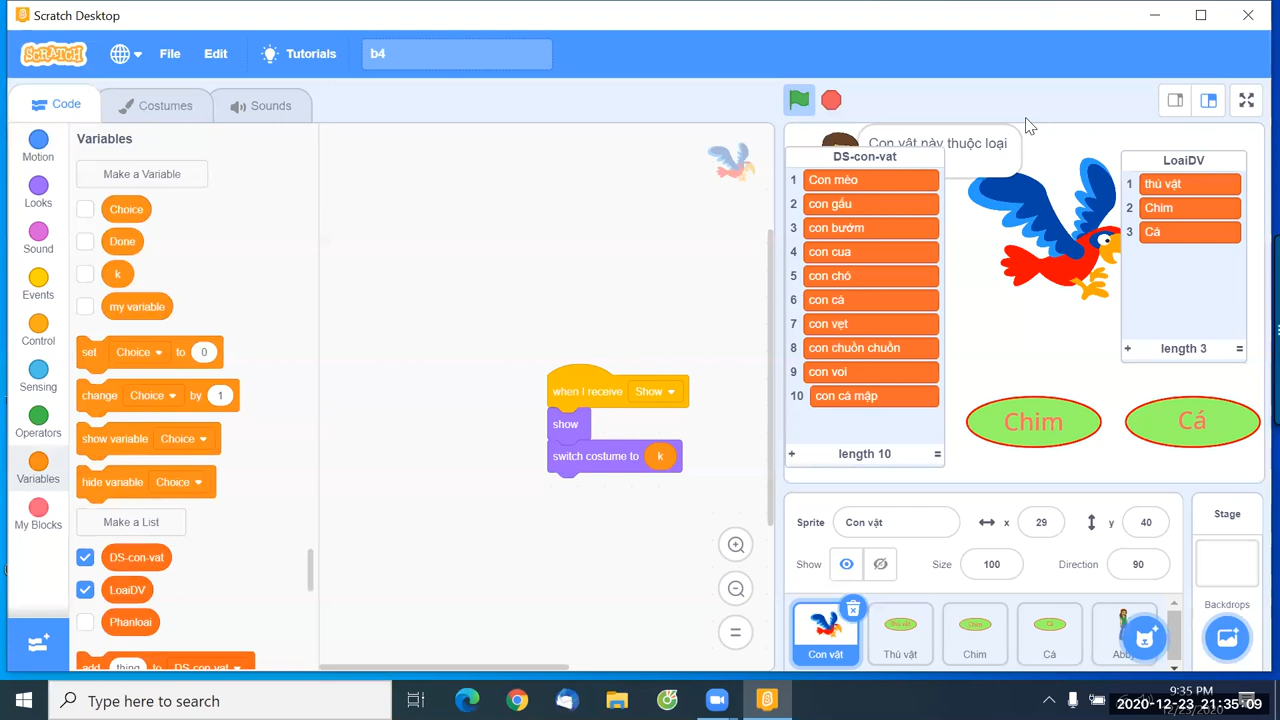 Scratch Desktop
SCRATCH
File
Edit
Tutorials
b4
Code
Costumes
Sounds
Motion
Looks
Sound
Events
Control
Sensing
Operators
Variables
My Blocks
Variables
Make a Variable
Choice
Done
k
my variable
set Choice to 0
change Choice by 1
show variable Choice
hide variable Choice
Make a List
DS-con-vat
LoaiDV
Phanloai
add thing to DS-con-vat
when I receive Show
show
switch costume to k
Con vật này thuộc loại
DS-con-vat
1 Con mèo
2 con gấu
3 con bướm
4 con cua
5 con chó
6 con cá
7 con vẹt
8 con chuồn chuồn
9 con voi
10 con cá mập
+ length 10 =
LoaiDV
1 thú vật
2 Chim
3 Cá
+ length 3 =
Chim
Cá
Sprite
Con vật
x 29
y 40
Show
Size 100
Direction 90
Con vật
Thú vật
Thú vật
Chim
Chim
Cá
Cá
Stage
Backdrops
Type here to search
9:35 PM
2020-12-23 21:35:09